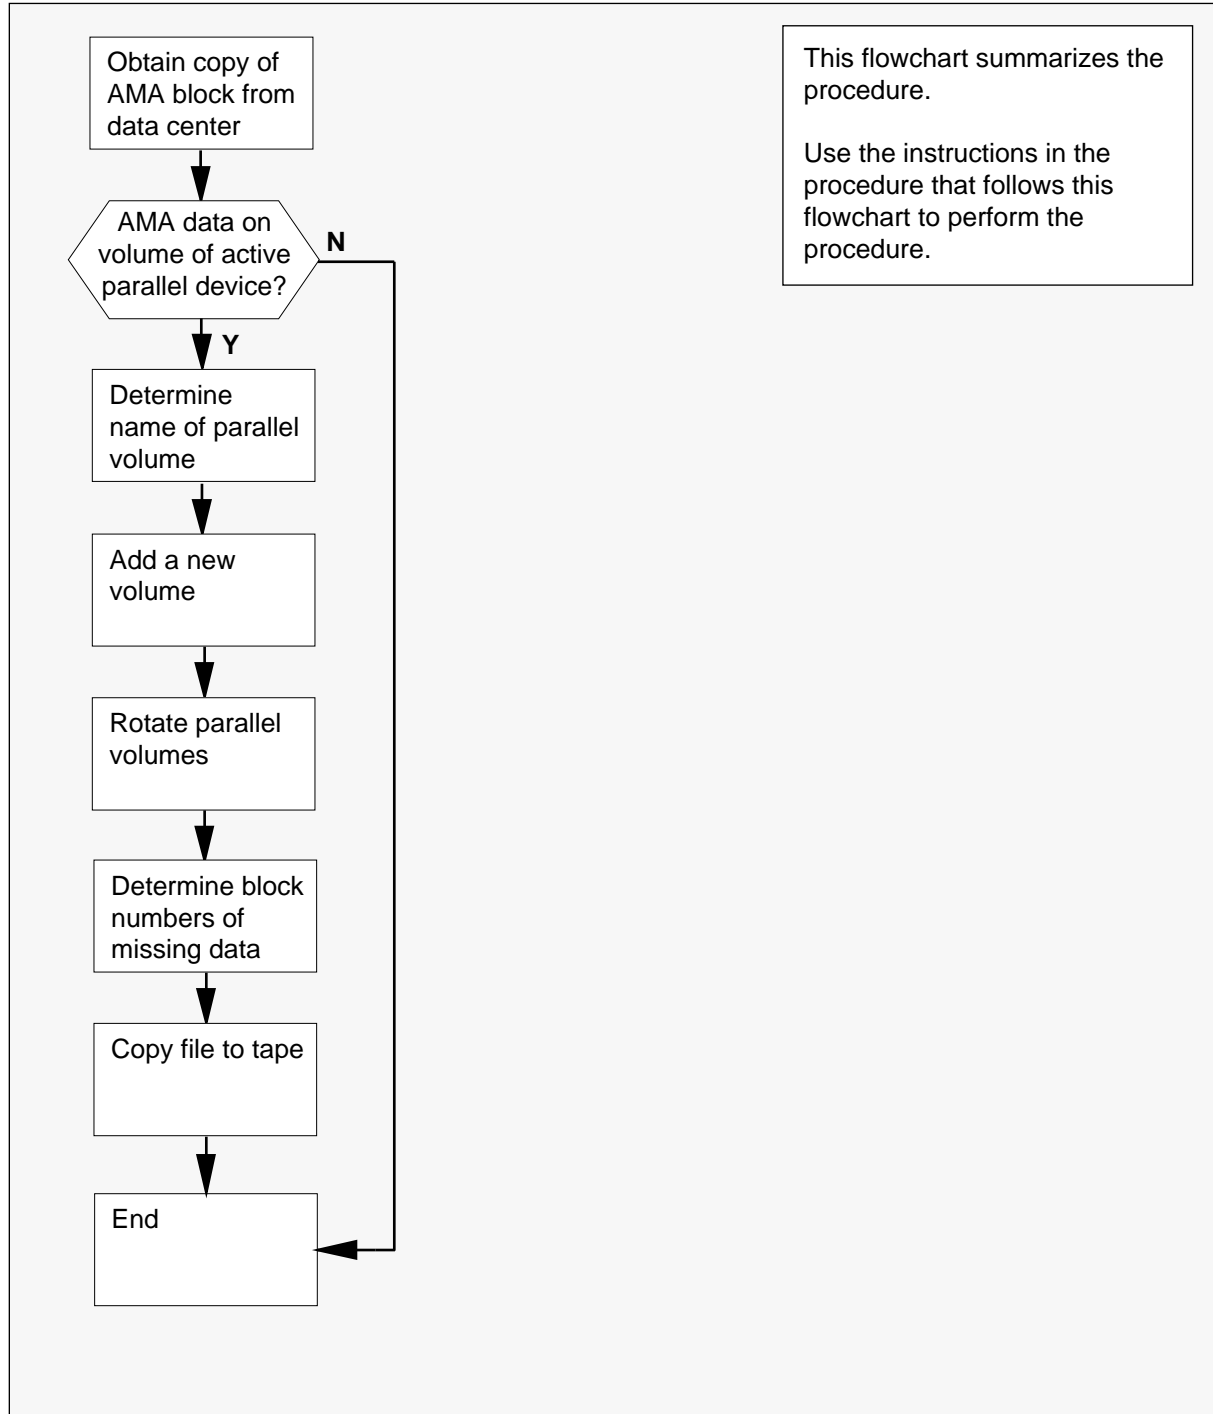 Obtain copy of
AMA block from
data center
This flowchart summarizes the
procedure.
Use the instructions in the
procedure that follows this
flowchart to perform the
procedure.
AMA data on
volume of active
parallel device?
N
Y
Determine
name of parallel
volume
Add a new
volume
Rotate parallel
volumes
Determine block
numbers of
missing data
Copy file to tape
End